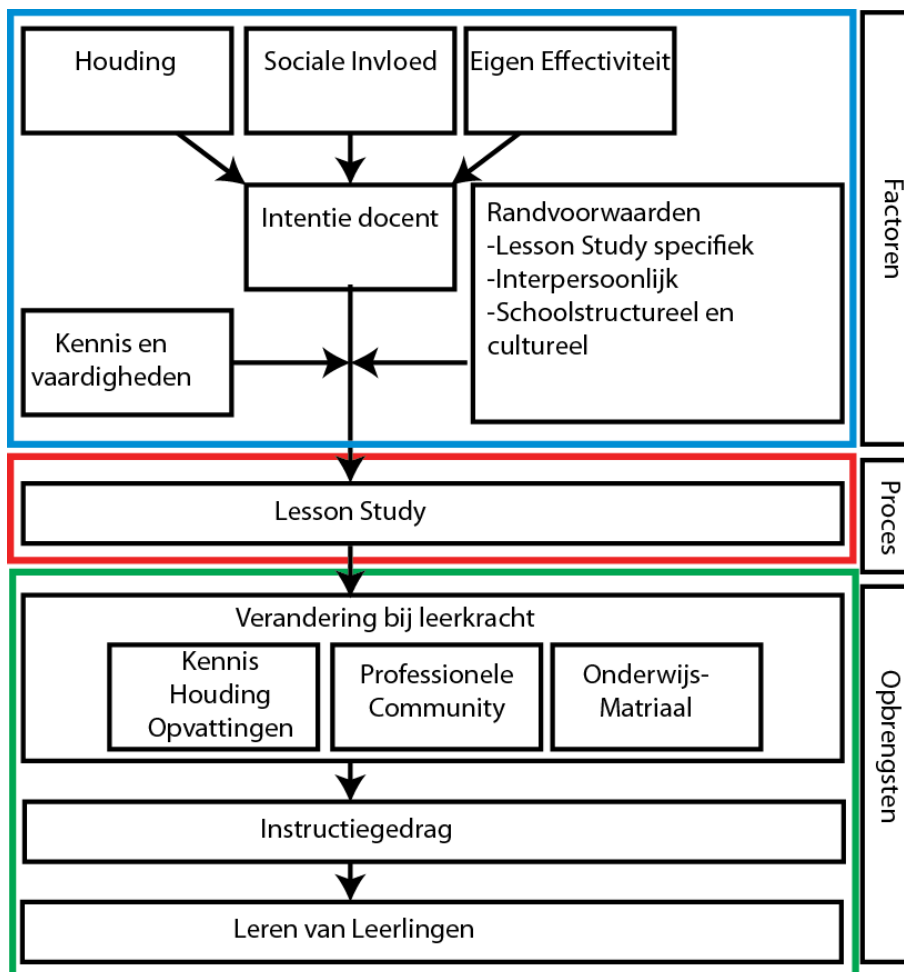 Houding
Sociale Invloed
Eigen Effectiviteit
Intentie docent
Randvoorwaarden
-Lesson Study specifiek
-Interpersoonlijk
-Schoolstructureel en
cultureel
Kennis en
vaardigheden
Factoren
Lesson Study
Proces
Verandering bij leerkracht
Kennis
Houding
Opvattingen
Professionele
Community
Onderwijs-
Matriaal
Instructiegedrag
Leren van Leerlingen
Opbrengsten